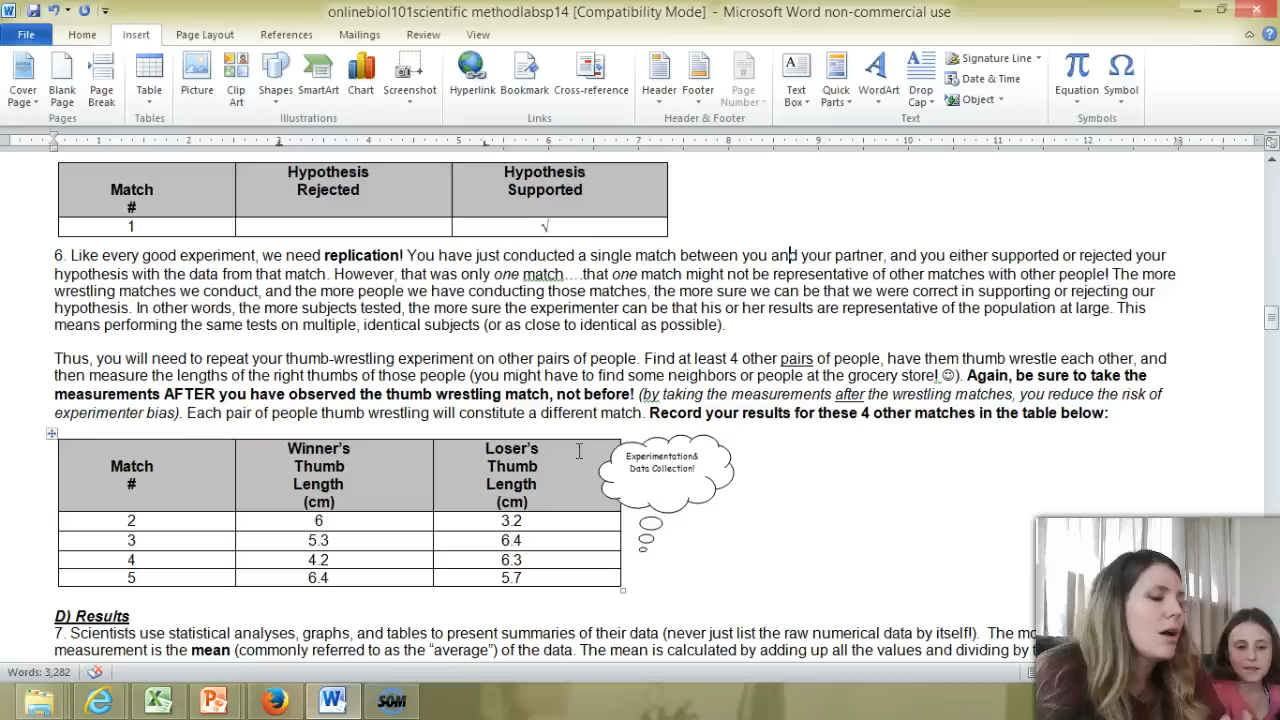 onlinebiol101scientific methodlabsp14 [Compatibility Mode] - Microsoft Word non-commercial use
File Home Insert Page Layout References Mailings Review View
Cover Page Blank Page Page Break Table Picture Clip Art Shapes SmartArt Chart Screenshot Hyperlink Bookmark Cross-reference Header Footer Page Number Text Box Quick Parts WordArt Drop Cap Signature Line Date & Time Object Equation Symbol
Pages Tables Illustrations Links Header & Footer Text Symbols
1 2 3 4 5 6 7 8 9 10 11 12 13
Match # Hypothesis Rejected Hypothesis Supported
1 √
6. Like every good experiment, we need replication! You have just conducted a single match between you and your partner, and you either supported or rejected your
hypothesis with the data from that match. However, that was only one match….that one match might not be representative of other matches with other people! The more
wrestling matches we conduct, and the more people we have conducting those matches, the more sure we can be that we were correct in supporting or rejecting our
hypothesis. In other words, the more subjects tested, the more sure the experimenter can be that his or her results are representative of the population at large. This
means performing the same tests on multiple, identical subjects (or as close to identical as possible).
Thus, you will need to repeat your thumb-wrestling experiment on other pairs of people. Find at least 4 other pairs of people, have them thumb wrestle each other, and
then measure the lengths of the right thumbs of those people (you might have to find some neighbors or people at the grocery store!☺). Again, be sure to take the
measurements AFTER you have observed the thumb wrestling match, not before! (by taking the measurements after the wrestling matches, you reduce the risk of
experimenter bias). Each pair of people thumb wrestling will constitute a different match. Record your results for these 4 other matches in the table below:
Match # Winner's Thumb Length (cm) Loser's Thumb Length (cm)
2 6 3.2
3 5.3 6.4
4 4.2 6.3
5 6.4 5.7
Experimentation&
Data Collection!
D) Results
7. Scientists use statistical analyses, graphs, and tables to present summaries of their data (never just list the raw numerical data by itself!). The
measurement is the mean (commonly referred to as the "average") of the data. The mean is calculated by adding up all the values and dividing by
Words: 3,282
SOM